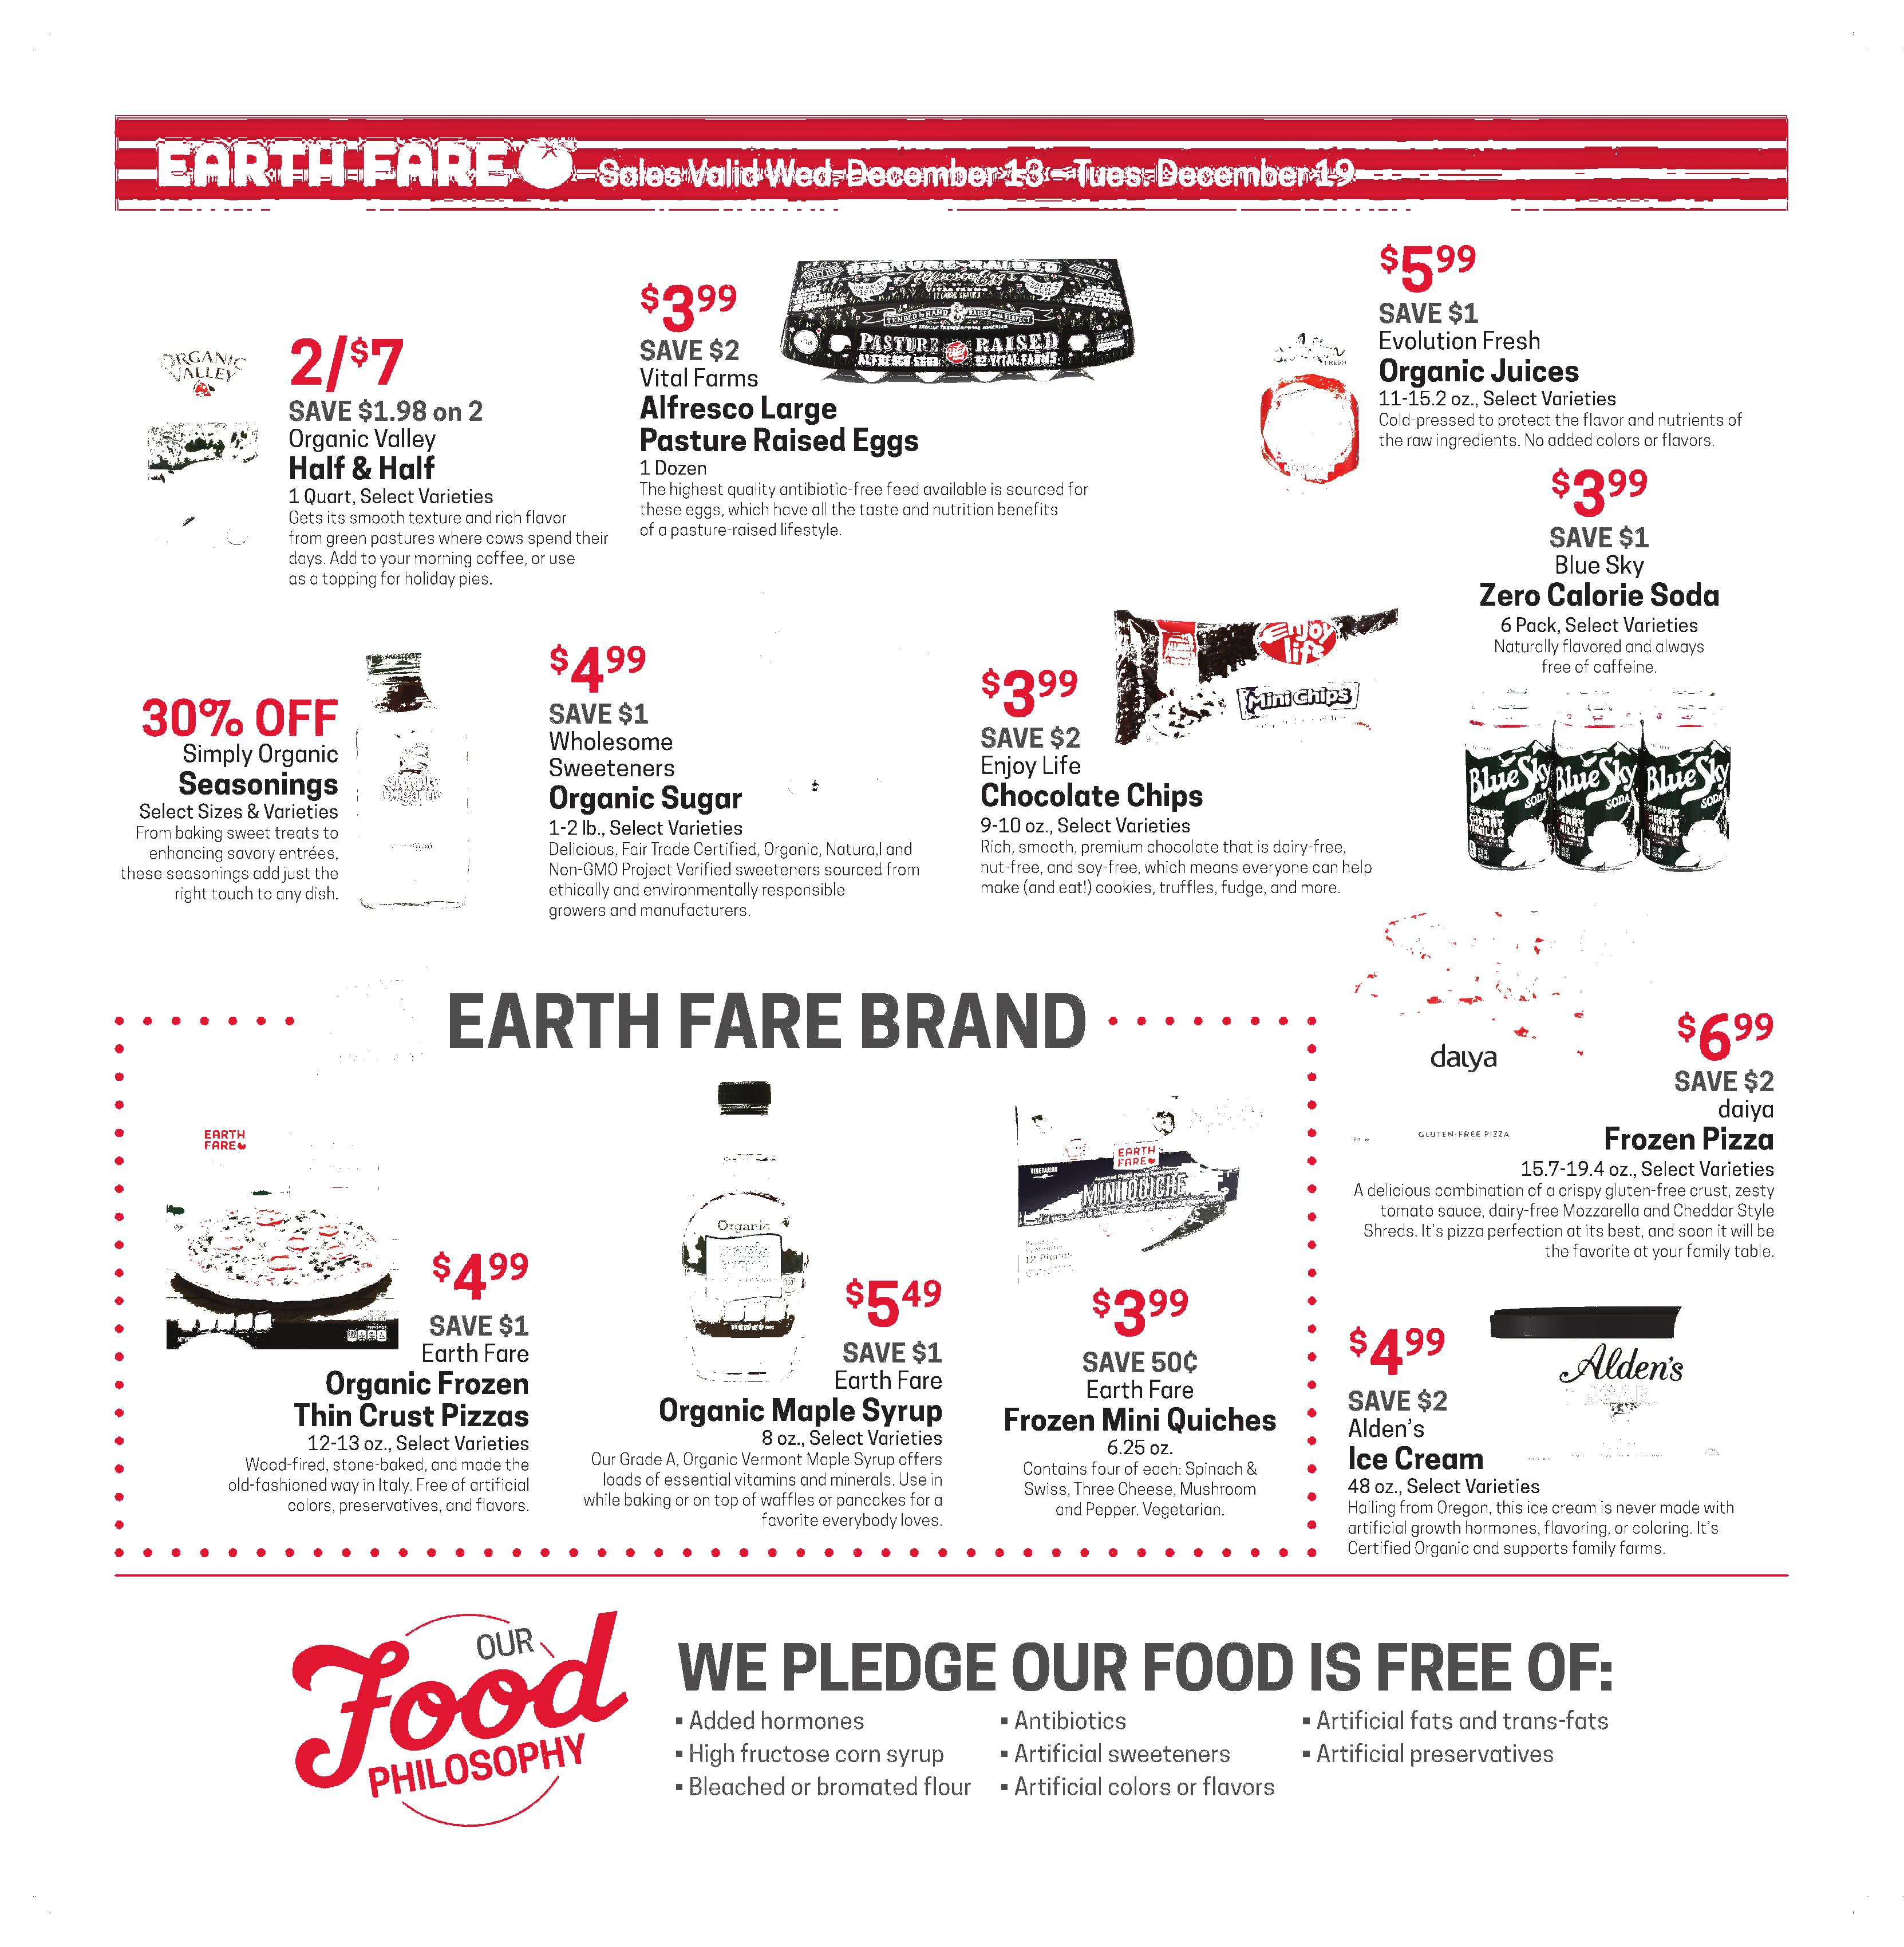 EARTH FARE
Sales Valid Wed. December 13 - Tues. December 19
ORGANIC
VALLEY
2/$7
SAVE $1.98 on 2
Organic Valley
Half & Half
1 Quart, Select Varieties
Gets its smooth texture and rich flavor
from green pastures where cows spend their
days. Add to your morning coffee, or use
as a topping for holiday pies.
$3.99
SAVE $2
Vital Farms
Alfresco Large
Pasture Raised Eggs
1 Dozen
The highest quality antibiotic-free feed available is sourced for
these eggs, which have all the taste and nutrition benefits
of a pasture-raised lifestyle.
TENDED by HAND & RAISED with RESPECT
PASTURE RAISED
$5.99
SAVE $1
Evolution Fresh
Organic Juices
11-15.2 oz., Select Varieties
Cold-pressed to protect the flavor and nutrients of
the raw ingredients. No added colors or flavors.
$3.99
SAVE $1
Blue Sky
Zero Calorie Soda
6 Pack, Select Varieties
Naturally flavored and always
free of caffeine.
Blue Sky Blue Sky Blue Sky
SODA SODA SODA
30% OFF
Simply Organic
Seasonings
Select Sizes & Varieties
From baking sweet treats to
enhancing savory entrées,
these seasonings add just the
right touch to any dish.
$4.99
SAVE $1
Wholesome
Sweeteners
Organic Sugar
1-2 lb., Select Varieties
Delicious, Fair Trade Certified, Organic, Natura,l and
Non-GMO Project Verified sweeteners sourced from
ethically and environmentally responsible
growers and manufacturers.
$3.99
SAVE $2
Enjoy Life
Chocolate Chips
9-10 oz., Select Varieties
Rich, smooth, premium chocolate that is dairy-free,
nut-free, and soy-free, which means everyone can help
make (and eat!) cookies, truffles, fudge, and more.
Enjoy
life
Mini Chips
EARTH FARE BRAND
EARTH
FARE
$4.99
SAVE $1
Earth Fare
Organic Frozen
Thin Crust Pizzas
12-13 oz., Select Varieties
Wood-fired, stone-baked, and made the
old-fashioned way in Italy. Free of artificial
colors, preservatives, and flavors.
Organic
$5.49
SAVE $1
Earth Fare
Organic Maple Syrup
8 oz., Select Varieties
Our Grade A, Organic Vermont Maple Syrup offers
loads of essential vitamins and minerals. Use in
while baking or on top of waffles or pancakes for a
favorite everybody loves.
EARTH
FARE
VEGETARIAN
MINI QUICHE
12 Pieces
$3.99
SAVE 50¢
Earth Fare
Frozen Mini Quiches
6.25 oz.
Contains four of each: Spinach &
Swiss, Three Cheese, Mushroom
and Pepper. Vegetarian.
daiya
GLUTEN-FREE PIZZA
$6.99
SAVE $2
daiya
Frozen Pizza
15.7-19.4 oz., Select Varieties
A delicious combination of a crispy gluten-free crust, zesty
tomato sauce, dairy-free Mozzarella and Cheddar Style
Shreds. It's pizza perfection at its best, and soon it will be
the favorite at your family table.
$4.99
SAVE $2
Alden's
Ice Cream
48 oz., Select Varieties
Hailing from Oregon, this ice cream is never made with
artificial growth hormones, flavoring, or coloring. It's
Certified Organic and supports family farms.
Alden's
OUR
Food
PHILOSOPHY
WE PLEDGE OUR FOOD IS FREE OF:
▪ Added hormones
▪ High fructose corn syrup
▪ Bleached or bromated flour
▪ Antibiotics
▪ Artificial sweeteners
▪ Artificial colors or flavors
▪ Artificial fats and trans-fats
▪ Artificial preservatives